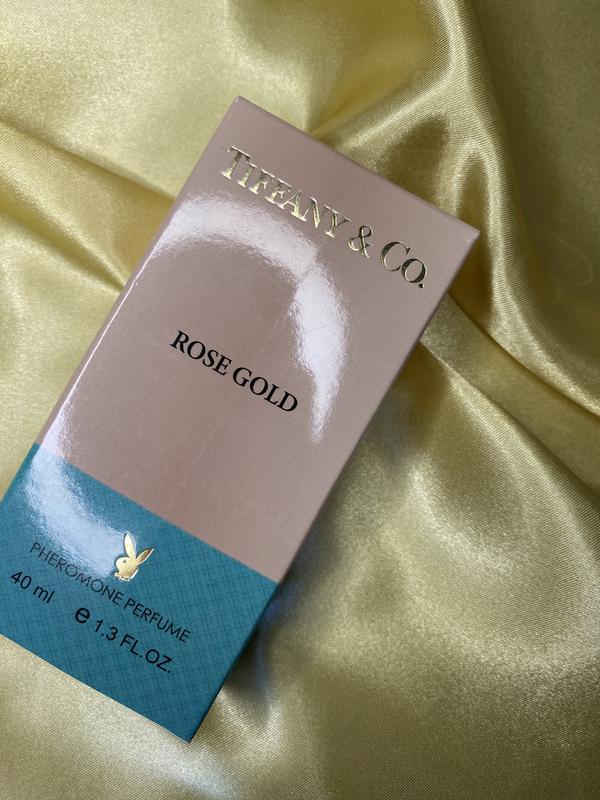 TIFFANY & CO.
ROSE GOLD
PHEROMONE PERFUME
40 ml e 1.3 FL.OZ.